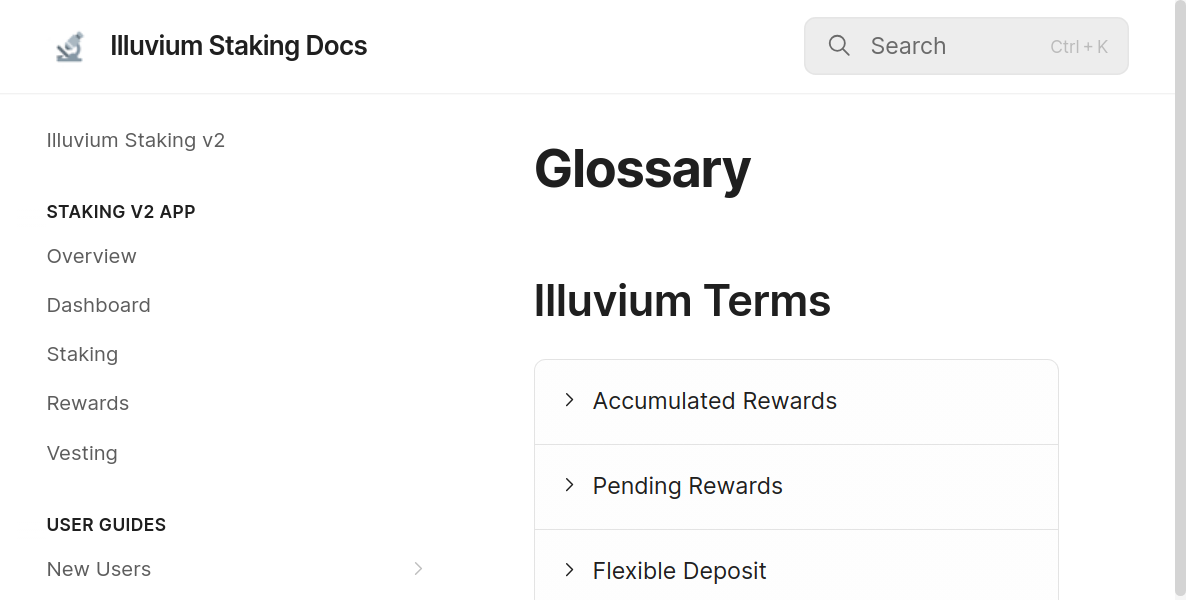 Illuvium Staking Docs
Search
Ctrl + K
Illuvium Staking v2
STAKING V2 APP
Overview
Dashboard
Staking
Rewards
Vesting
USER GUIDES
New Users
Glossary
Illuvium Terms
Accumulated Rewards
Pending Rewards
Flexible Deposit